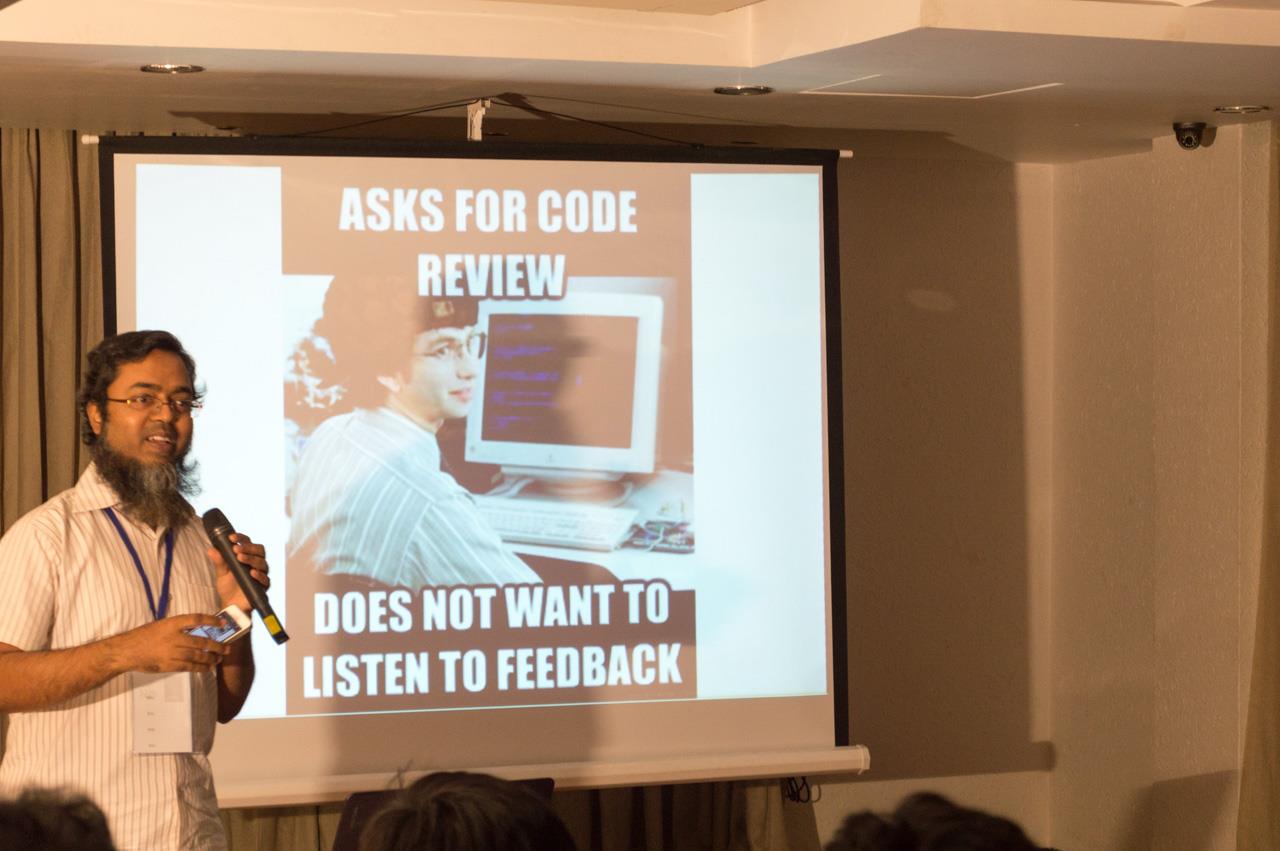 ASKS FOR CODE
REVIEW
DOES NOT WANT TO
LISTEN TO FEEDBACK